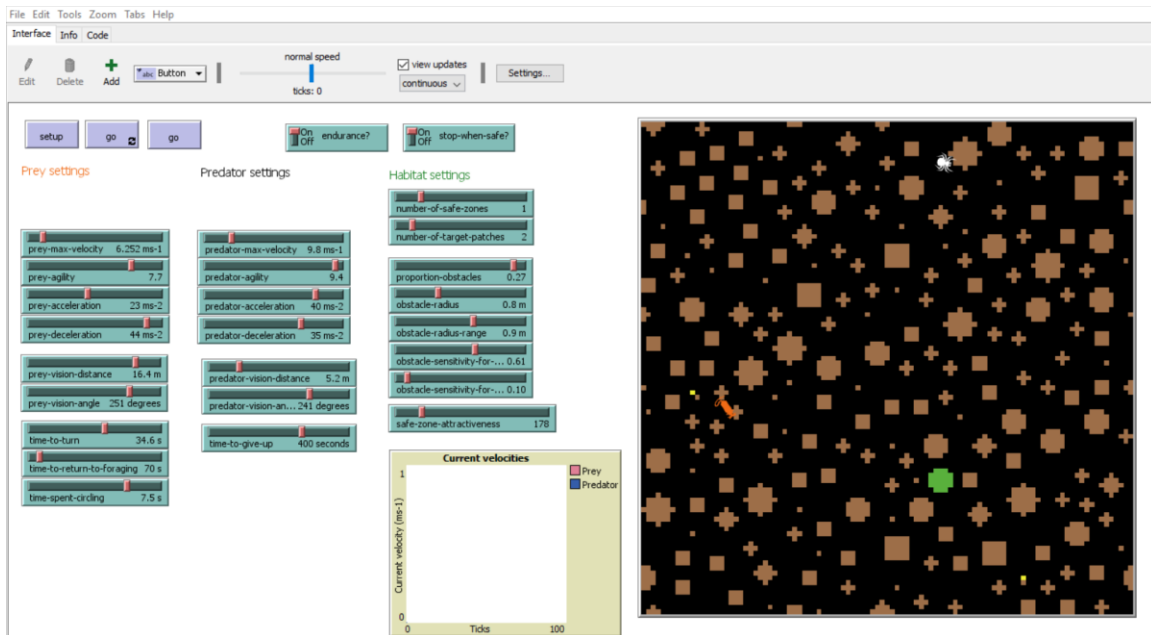 File Edit Tools Zoom Tabs Help
Interface Info Code
Edit Delete Add abc Button normal speed ticks: 0 view updates continuous Settings...
setup go go On Off endurance? On Off stop-when-safe?
Prey settings
prey-max-velocity 6.252 ms-1
prey-agility 7.7
prey-acceleration 23 ms-2
prey-deceleration 44 ms-2
prey-vision-distance 16.4 m
prey-vision-angle 251 degrees
time-to-turn 34.6 s
time-to-return-to-foraging 70 s
time-spent-circling 7.5 s
Predator settings
predator-max-velocity 9.8 ms-1
predator-agility 9.4
predator-acceleration 40 ms-2
predator-deceleration 35 ms-2
predator-vision-distance 5.2 m
predator-vision-an... 241 degrees
time-to-give-up 400 seconds
Habitat settings
number-of-safe-zones 1
number-of-target-patches 2
proportion-obstacles 0.27
obstacle-radius 0.8 m
obstacle-radius-range 0.9 m
obstacle-sensitivity-for-... 0.61
obstacle-sensitivity-for-... 0.10
safe-zone-attractiveness 178
Current velocities
1
Current velocity (ms-1)
0
0 Ticks 100
Prey
Predator